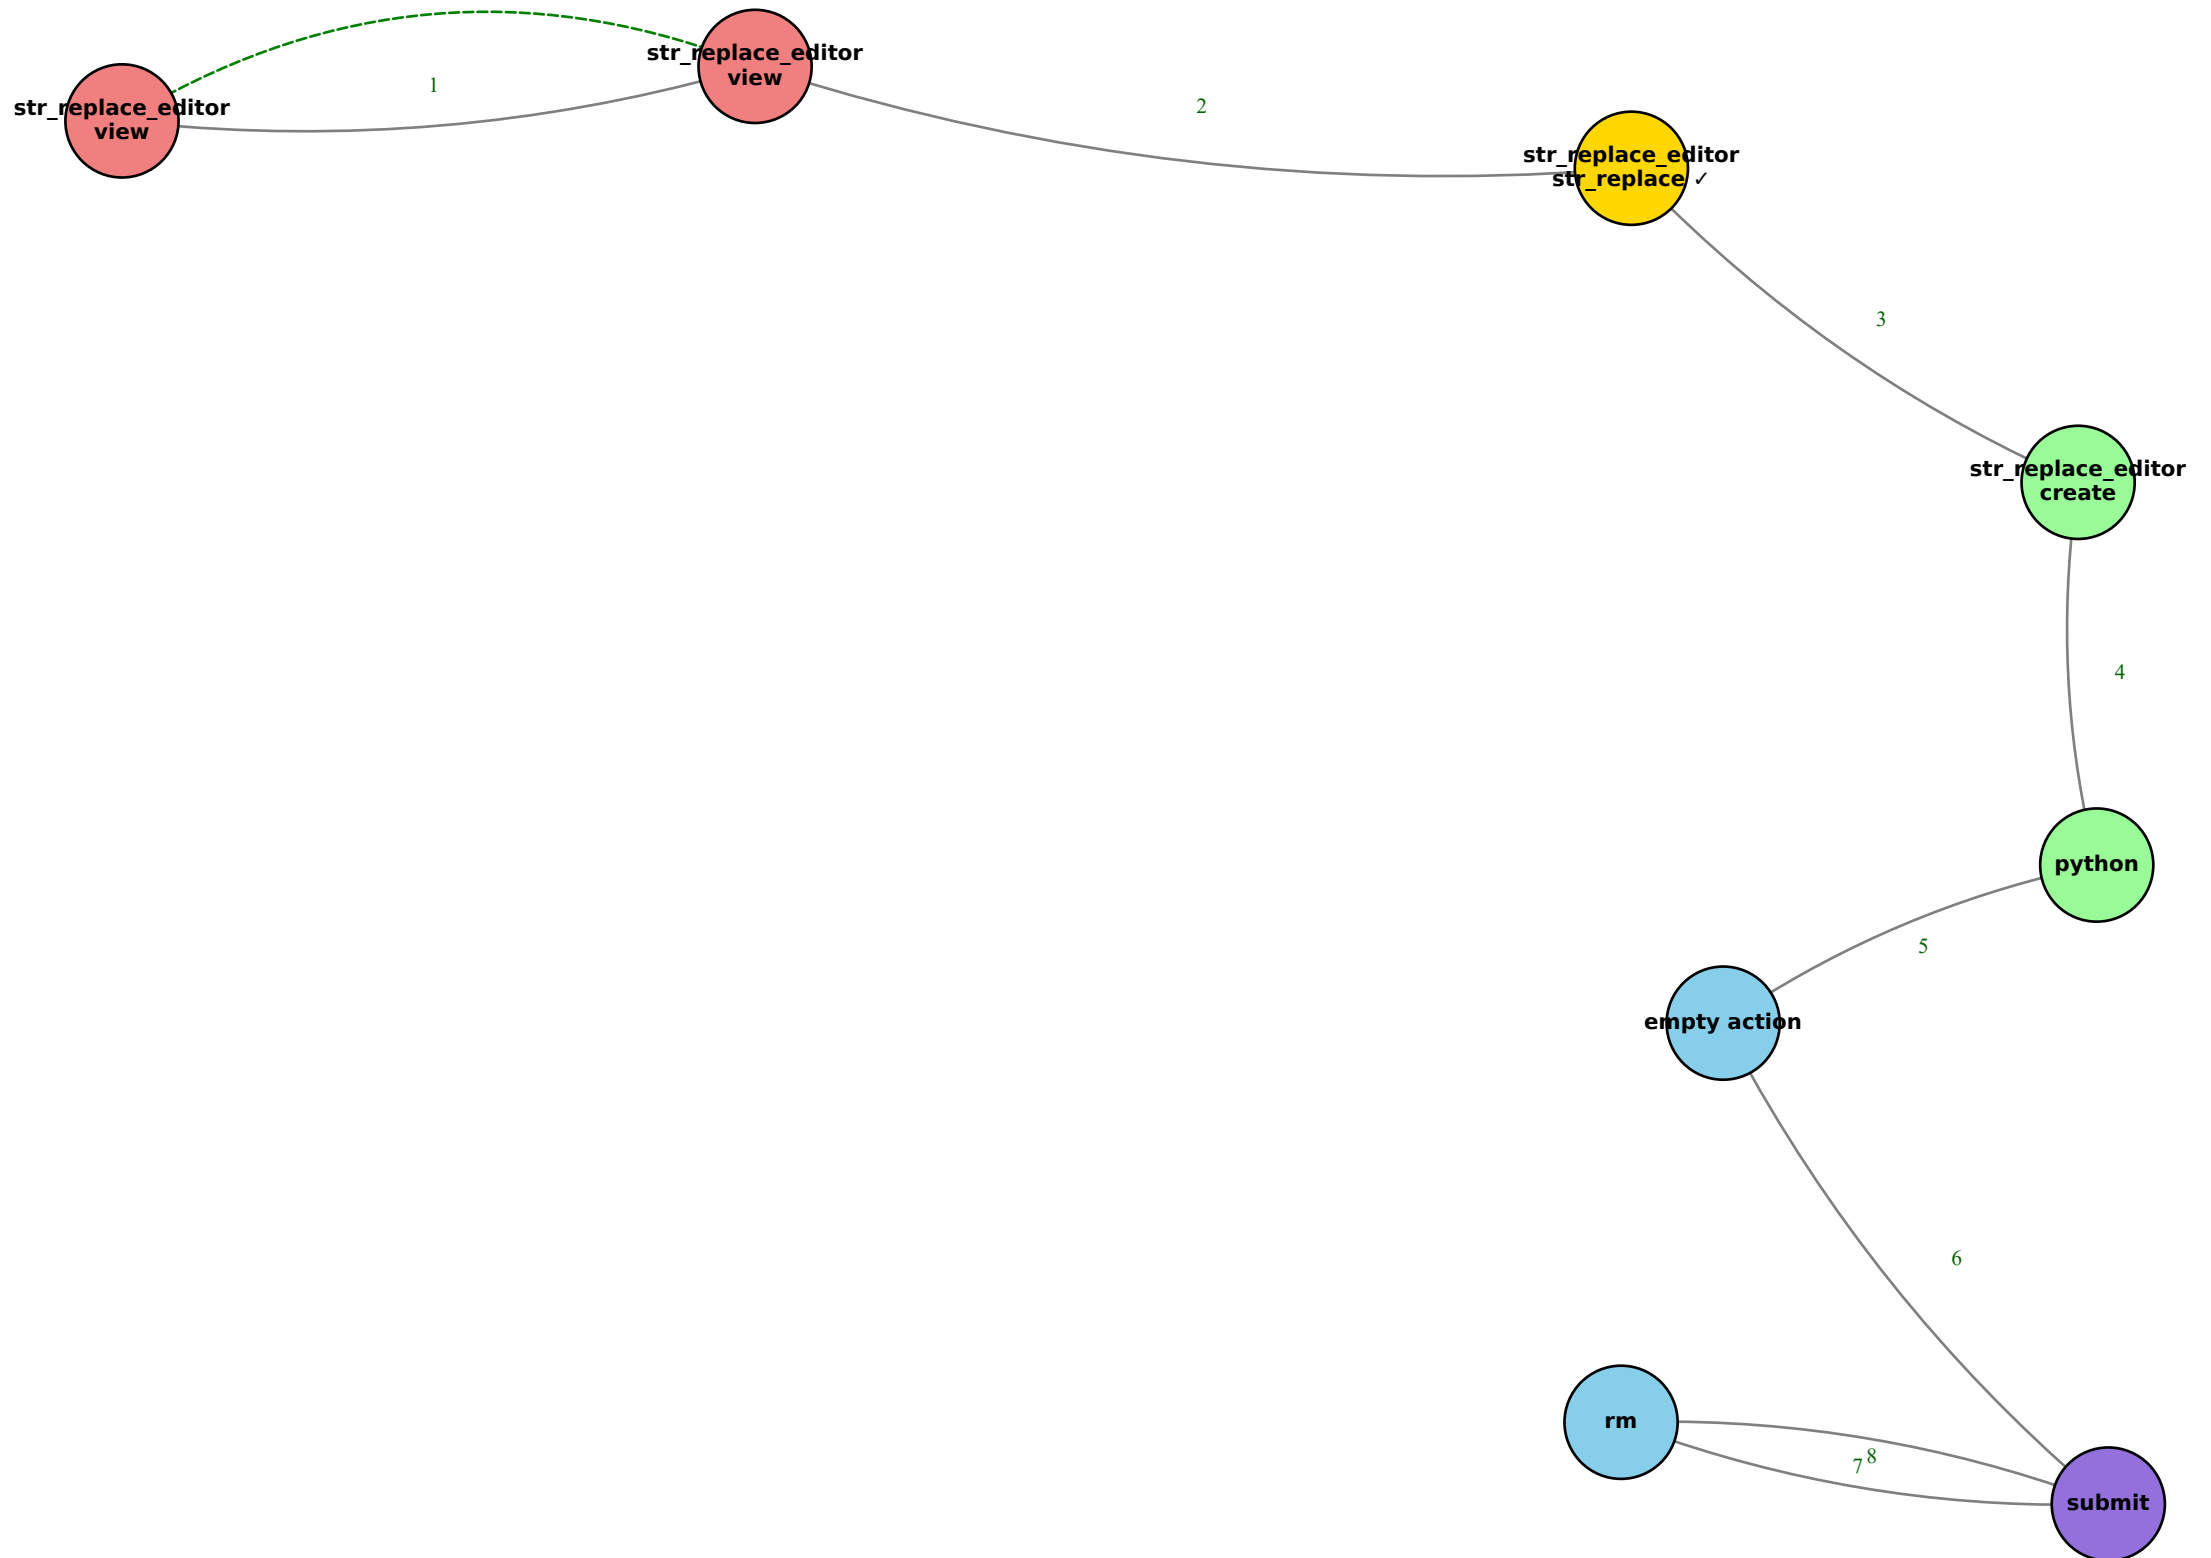 str_replace_editor
view
1
str_replace_editor
view
2
str_replace_editor
str_replace ✓
3
str_replace_editor
create
4
python
5
empty action
6
rm
7
8
submit